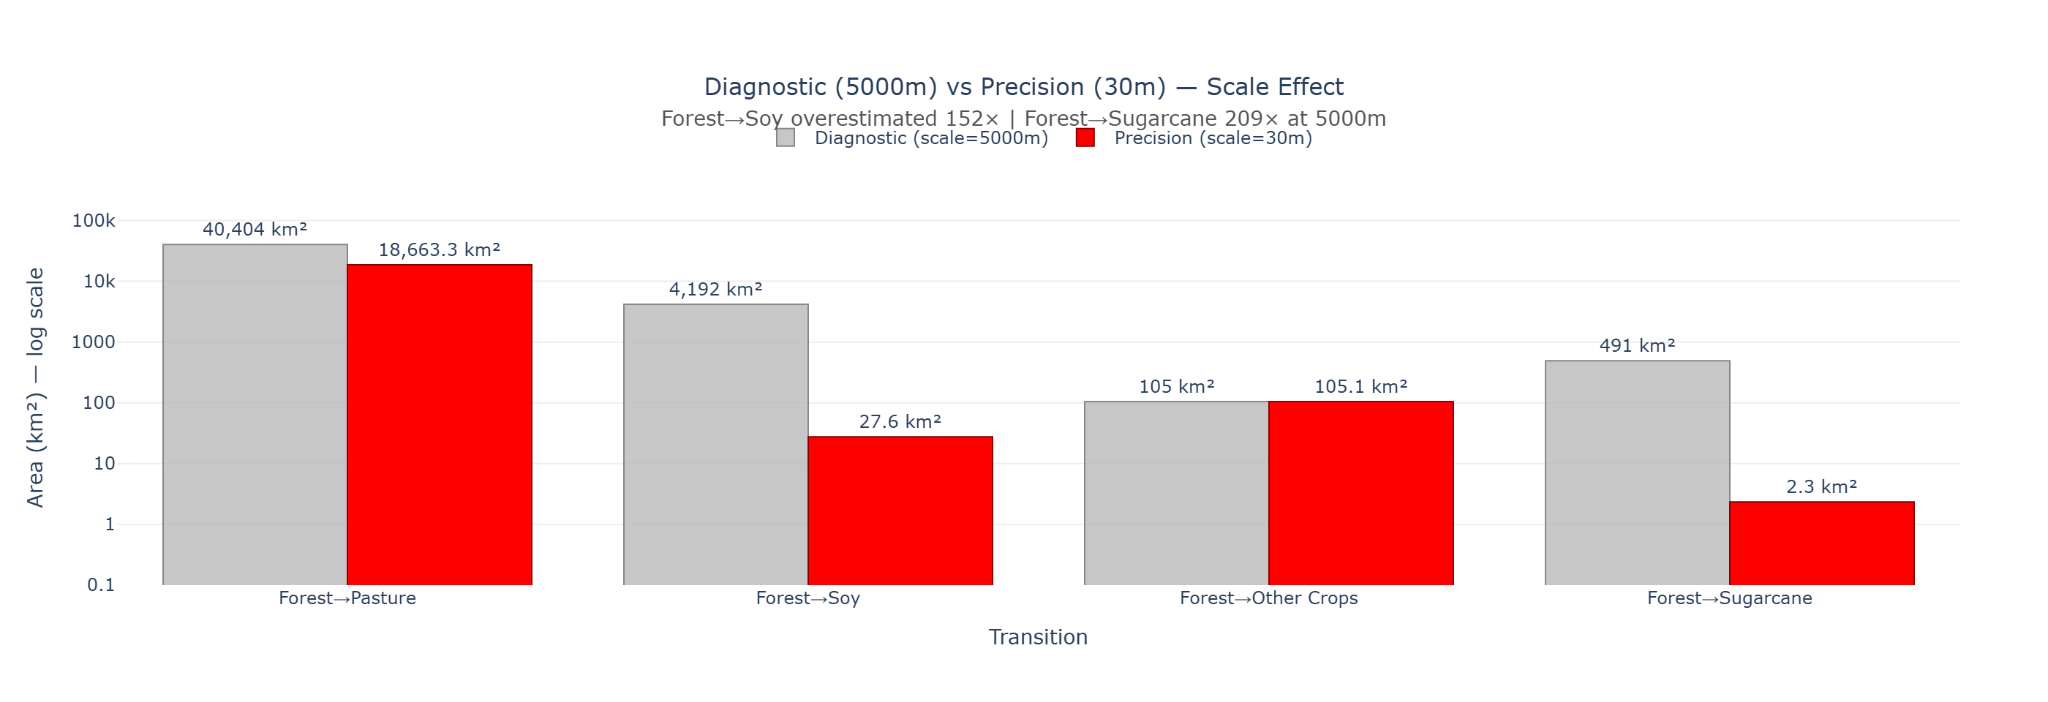 Diagnostic (5000m) vs Precision (30m) — Scale Effect
Forest→Soy overestimated 152× | Forest→Sugarcane 209× at 5000m
Diagnostic (scale=5000m)
Precision (scale=30m)
Area (km²) — log scale
100k
10k
1000
100
10
1
0.1
40,404 km²
18,663.3 km²
4,192 km²
27.6 km²
105 km²
105.1 km²
491 km²
2.3 km²
Forest→Pasture
Forest→Soy
Forest→Other Crops
Forest→Sugarcane
Transition